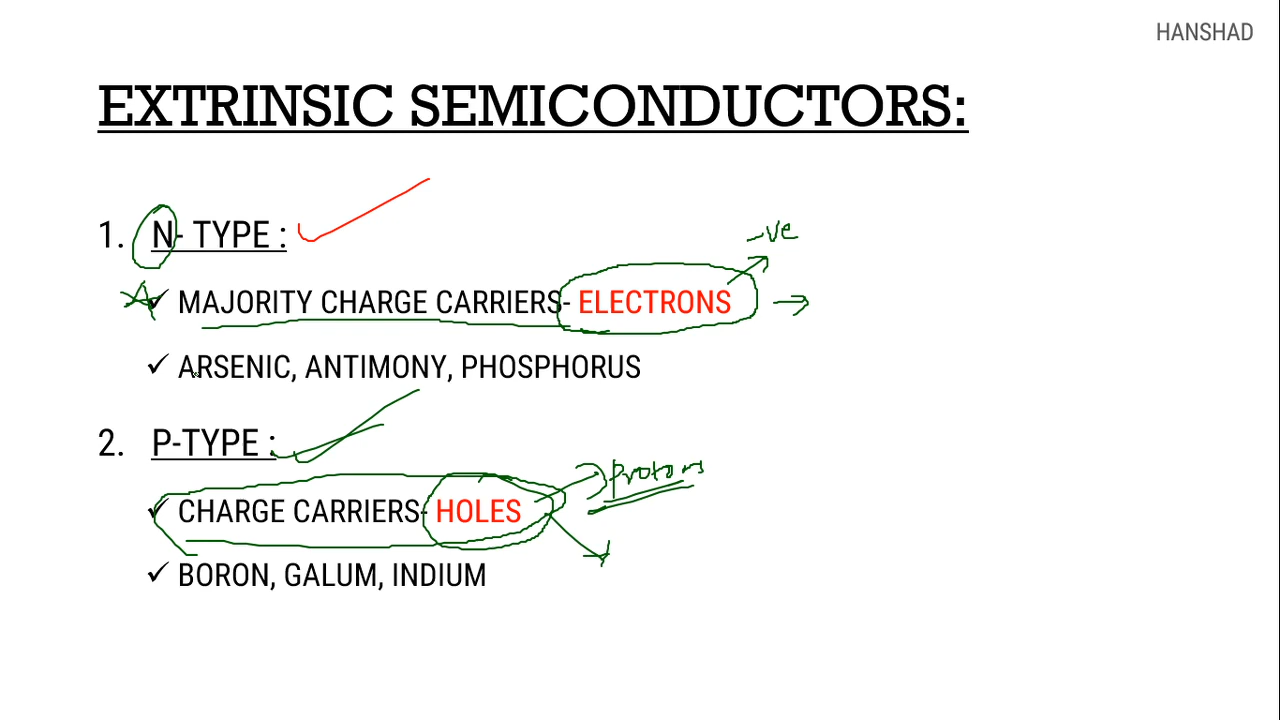 HANSHAD
EXTRINSIC SEMICONDUCTORS:
1. N- TYPE :
-ve
✓ MAJORITY CHARGE CARRIERS- ELECTRONS →
✓ ARSENIC, ANTIMONY, PHOSPHORUS
2. P-TYPE :
Protons
✓ CHARGE CARRIERS- HOLES
✓ BORON, GALUM, INDIUM